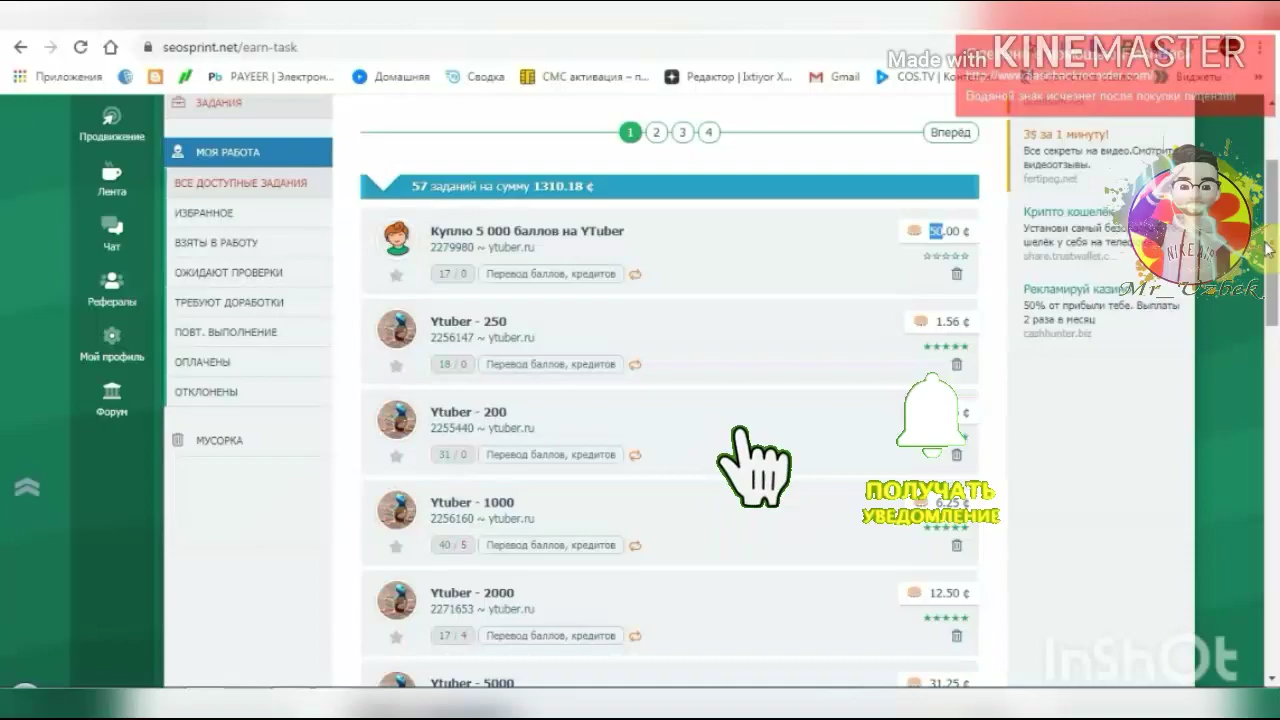 seosprint.net/earn-task
Made with KINEMASTER
Приложения
PAYEER | Электрон...
Домашняя
Сводка
СМС активация – п...
Редактор | Ixtiyor X...
Gmail
COS.TV
Виджеты
Водяной знак исчезнет после покупки лицензии
Продвижение
Лента
Чат
Рефералы
Мой профиль
Форум
ЗАДАНИЯ
МОЯ РАБОТА
ВСЕ ДОСТУПНЫЕ ЗАДАНИЯ
ИЗБРАННОЕ
ВЗЯТЫ В РАБОТУ
ОЖИДАЮТ ПРОВЕРКИ
ТРЕБУЮТ ДОРАБОТКИ
ПОВТ. ВЫПОЛНЕНИЕ
ОПЛАЧЕНЫ
ОТКЛОНЕНЫ
МУСОРКА
1 2 3 4 Вперёд
57 заданий на сумму 1310.18 ¢
Куплю 5 000 баллов на YTuber 50.00 ¢
2279980 ~ ytuber.ru
17 / 0 Перевод баллов, кредитов
Ytuber - 250 1.56 ¢
2256147 ~ ytuber.ru
18 / 0 Перевод баллов, кредитов
Ytuber - 200 ¢
2255440 ~ ytuber.ru
31 / 0 Перевод баллов, кредитов
Ytuber - 1000 6.25 ¢
2256160 ~ ytuber.ru
40 / 5 Перевод баллов, кредитов
Ytuber - 2000 12.50 ¢
2271653 ~ ytuber.ru
17 / 4 Перевод баллов, кредитов
Ytuber - 5000 31.25 ¢
ПОЛУЧАТЬ
УВЕДОМЛЕНИЕ
3$ за 1 минуту!
Все секреты на видео.Смотрит
видеоотзывы.
fertipeg.net
Крипто кошелёк
Установи самый безо
шелёк у себя на теле
share.trustwallet.c...
Рекламируй кази
50% от прибыли тебе. Выплаты
2 раза в месяц
cashhunter.biz
NIKE AIR
Mr_Uzbek
InShOt